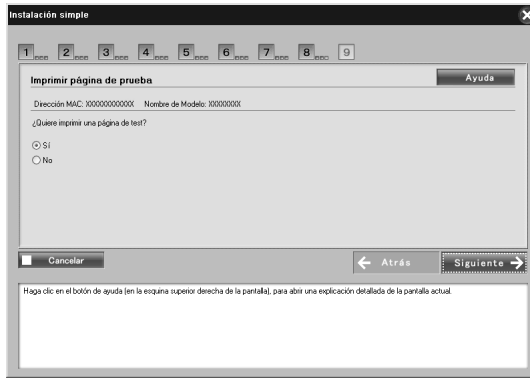 Instalación simple
1 2 3 4 5 6 7 8 9
Imprimir página de prueba
Ayuda
Dirección MAC: XXXXXXXXXXXX Nombre de Modelo: XXXXXXXX
¿Quiere imprimir una página de test?
Sí
No
Cancelar
Atrás
Siguiente
Haga clic en el botón de ayuda (en la esquina superior derecha de la pantalla), para abrir una explicación detallada de la pantalla actual.